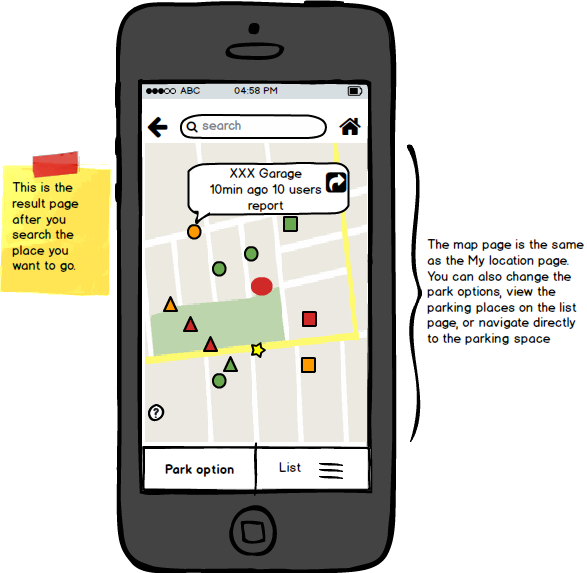 ABC 04:58 PM
search
XXX Garage
10min ago 10 users
report
This is the
result page
after you
search the
place you
want to go.
The map page is the same
as the My location page.
You can also change the
park options, view the
parking places on the list
page, or navigate directly
to the parking space
?
Park option
List